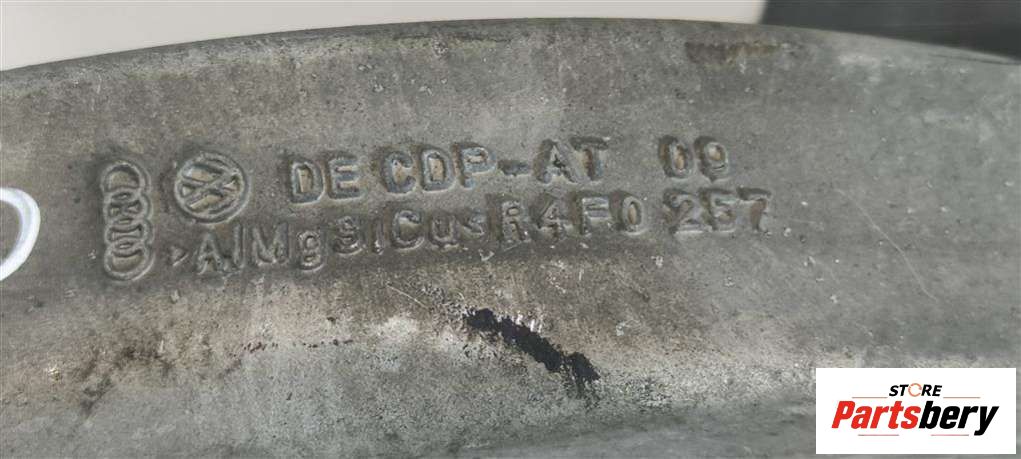 DE CDP-AT 09
>AlMgSiCu< R4F0 257
STORE
Partsbery